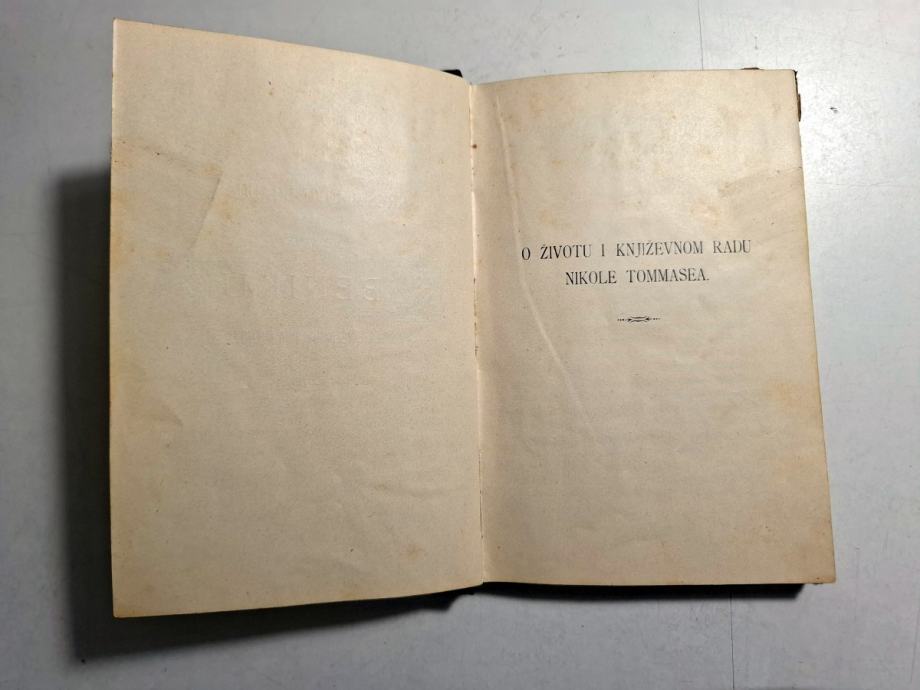 O ŽIVOTU I KNJIŽEVNOM RADU
NIKOLE TOMMASEA.